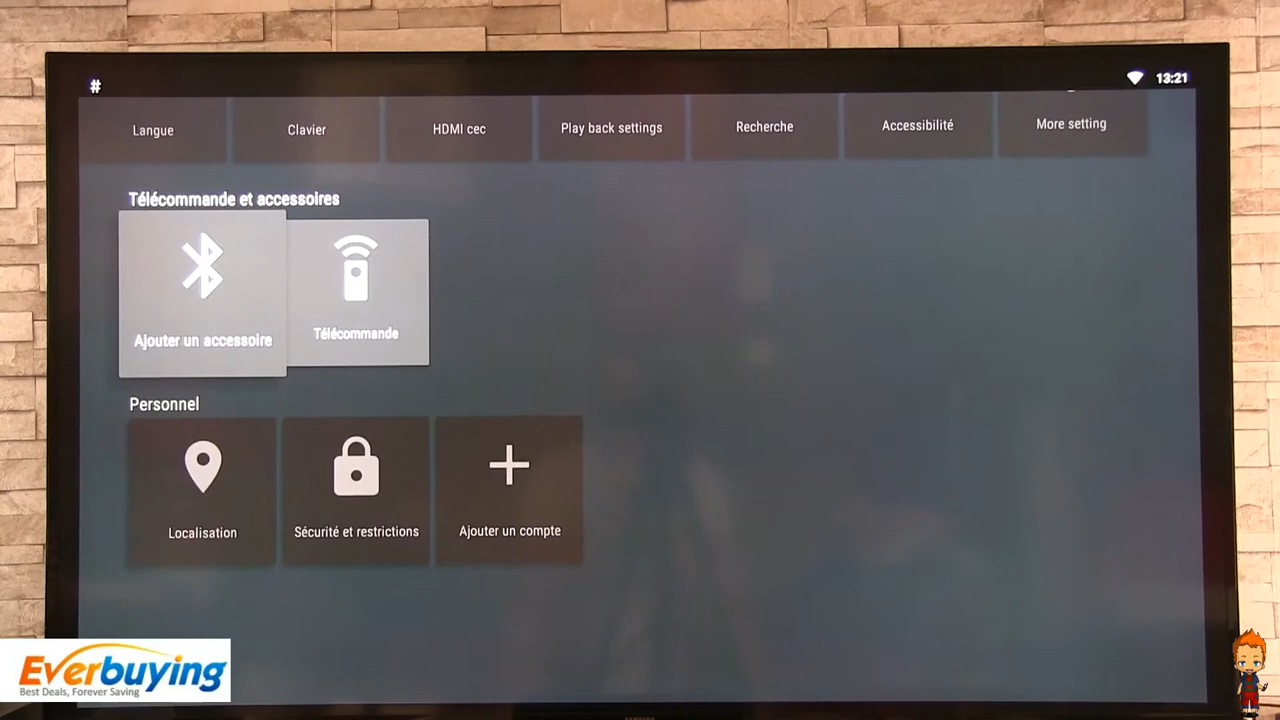 #
13:21
Langue
Clavier
HDMI cec
Play back settings
Recherche
Accessibilité
More setting
Télécommande et accessoires
Ajouter un accessoire
Télécommande
Personnel
Localisation
Sécurité et restrictions
Ajouter un compte
Everbuying
Best Deals, Forever Saving